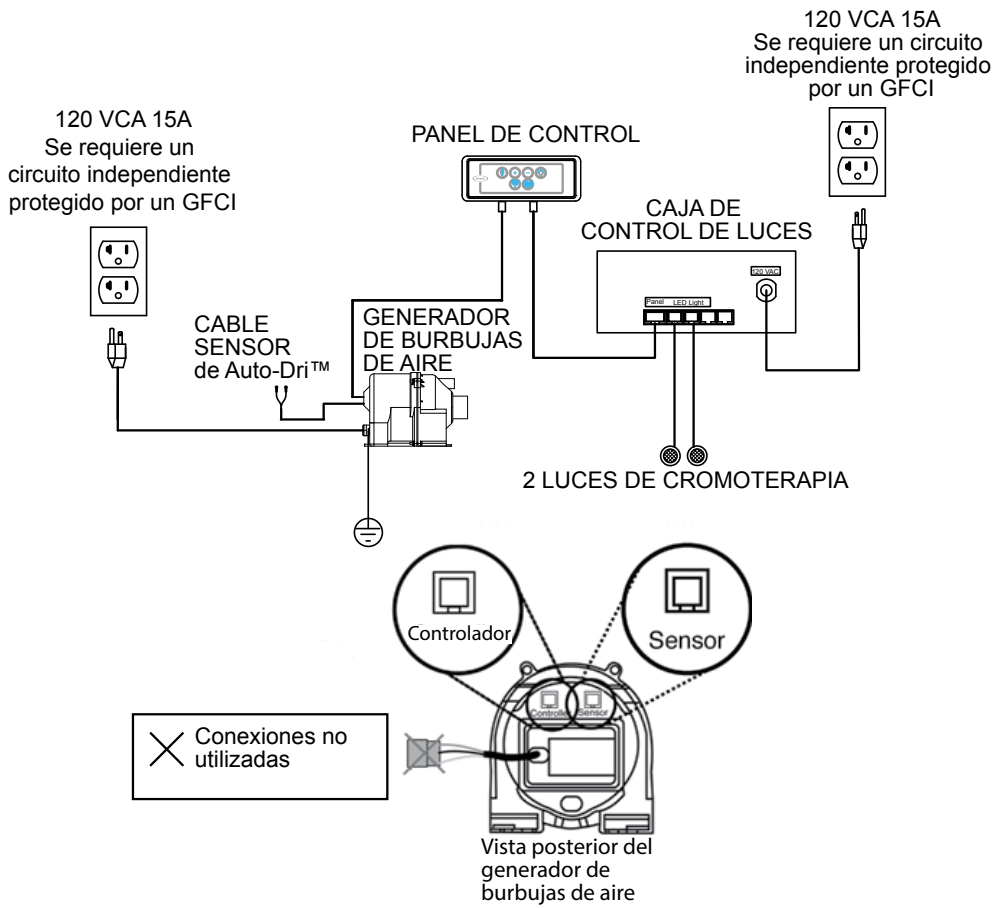 120 VCA 15A
Se requiere un circuito
independiente protegido
por un GFCI
120 VCA 15A
Se requiere un
circuito independiente
protegido por un GFCI
PANEL DE CONTROL
CAJA DE
CONTROL DE LUCES
120 VAC
Panel LED Light
CABLE
SENSOR
de Auto-Dri™
GENERADOR
DE BURBUJAS
DE AIRE
2 LUCES DE CROMOTERAPIA
Controlador
Sensor
Controller Sensor
Conexiones no
utilizadas
Vista posterior del
generador de
burbujas de aire